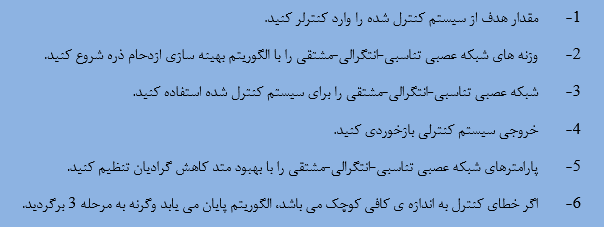 1- مقدار هدف از سیستم کنترل شده را وارد کنترلر کنید.
2- وزنه های شبکه عصبی تناسبی-انتگرالی-مشتقی را با الگوریتم بهینه سازی ازدحام ذره شروع کنید.
3- شبکه عصبی تناسبی-انتگرالی-مشتقی را برای سیستم کنترل شده استفاده کنید.
4- خروجی سیستم کنترلی بازخوردی کنید.
5- پارامترهای شبکه عصبی تناسبی-انتگرالی-مشتقی را با بهبود متد کاهش گرادیان تنظیم کنید.
6- اگر خطای کنترل به اندازه ی کافی کوچک می باشد، الگوریتم پایان می یابد وگرنه به مرحله 3 برگردید.